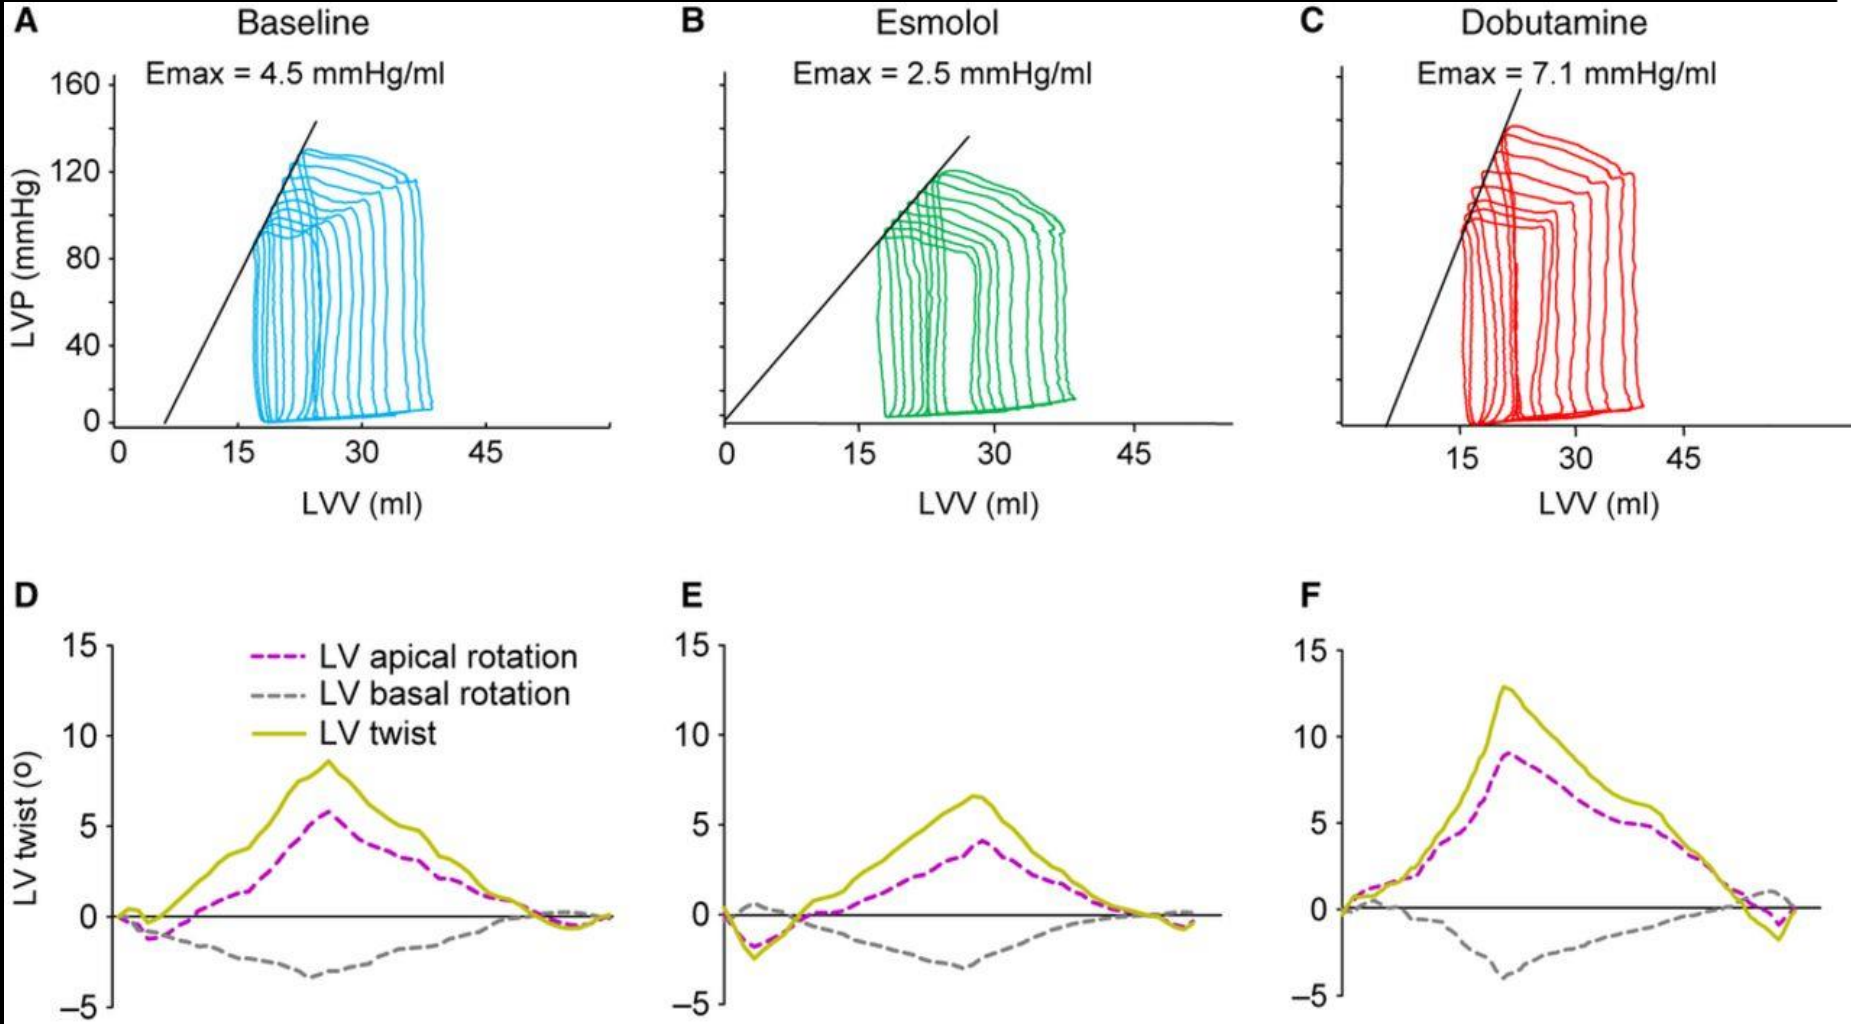 A Baseline
B Esmolol
C Dobutamine
Emax = 4.5 mmHg/ml
Emax = 2.5 mmHg/ml
Emax = 7.1 mmHg/ml
LVP (mmHg)
160
120
80
40
0
0 15 30 45
0 15 30 45
15 30 45
LVV (ml)
LVV (ml)
LVV (ml)
D
E
F
LV twist (o)
15
10
5
0
–5
LV apical rotation
LV basal rotation
LV twist
15
10
5
0
–5
15
10
5
0
–5